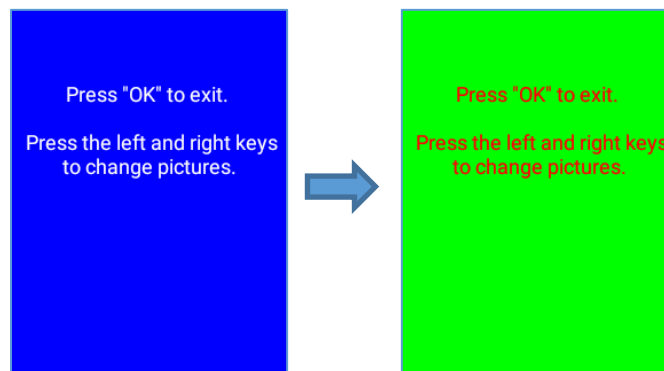 Press "OK" to exit.
Press the left and right keys
to change pictures.
Press "OK" to exit.
Press the left and right keys
to change pictures.